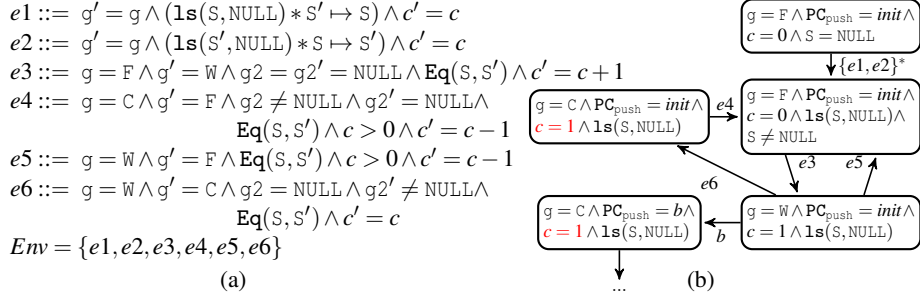 e1 ::= g′ = g ∧ (ls(S,NULL) ∗ S′ ↦ S) ∧ c′ = c
e2 ::= g′ = g ∧ (ls(S′,NULL) ∗ S ↦ S′) ∧ c′ = c
e3 ::= g = F ∧ g′ = W ∧ g2 = g2′ = NULL ∧ Eq(S,S′) ∧ c′ = c + 1
e4 ::= g = C ∧ g′ = F ∧ g2 ≠ NULL ∧ g2′ = NULL ∧
Eq(S,S′) ∧ c > 0 ∧ c′ = c − 1
e5 ::= g = W ∧ g′ = F ∧ Eq(S,S′) ∧ c > 0 ∧ c′ = c − 1
e6 ::= g = W ∧ g′ = C ∧ g2 = NULL ∧ g2′ ≠ NULL ∧
Eq(S,S′) ∧ c′ = c
Env = {e1,e2,e3,e4,e5,e6}
(a)
g = F ∧ PCpush = init ∧
c = 0 ∧ S = NULL
{e1,e2}*
g = F ∧ PCpush = init ∧
c = 0 ∧ ls(S,NULL) ∧
S ≠ NULL
g = C ∧ PCpush = init ∧
c = 1 ∧ ls(S,NULL)
e4
e3
e5
e6
g = W ∧ PCpush = init ∧
c = 1 ∧ ls(S,NULL)
g = C ∧ PCpush = b ∧
c = 1 ∧ ls(S,NULL)
b
...
(b)